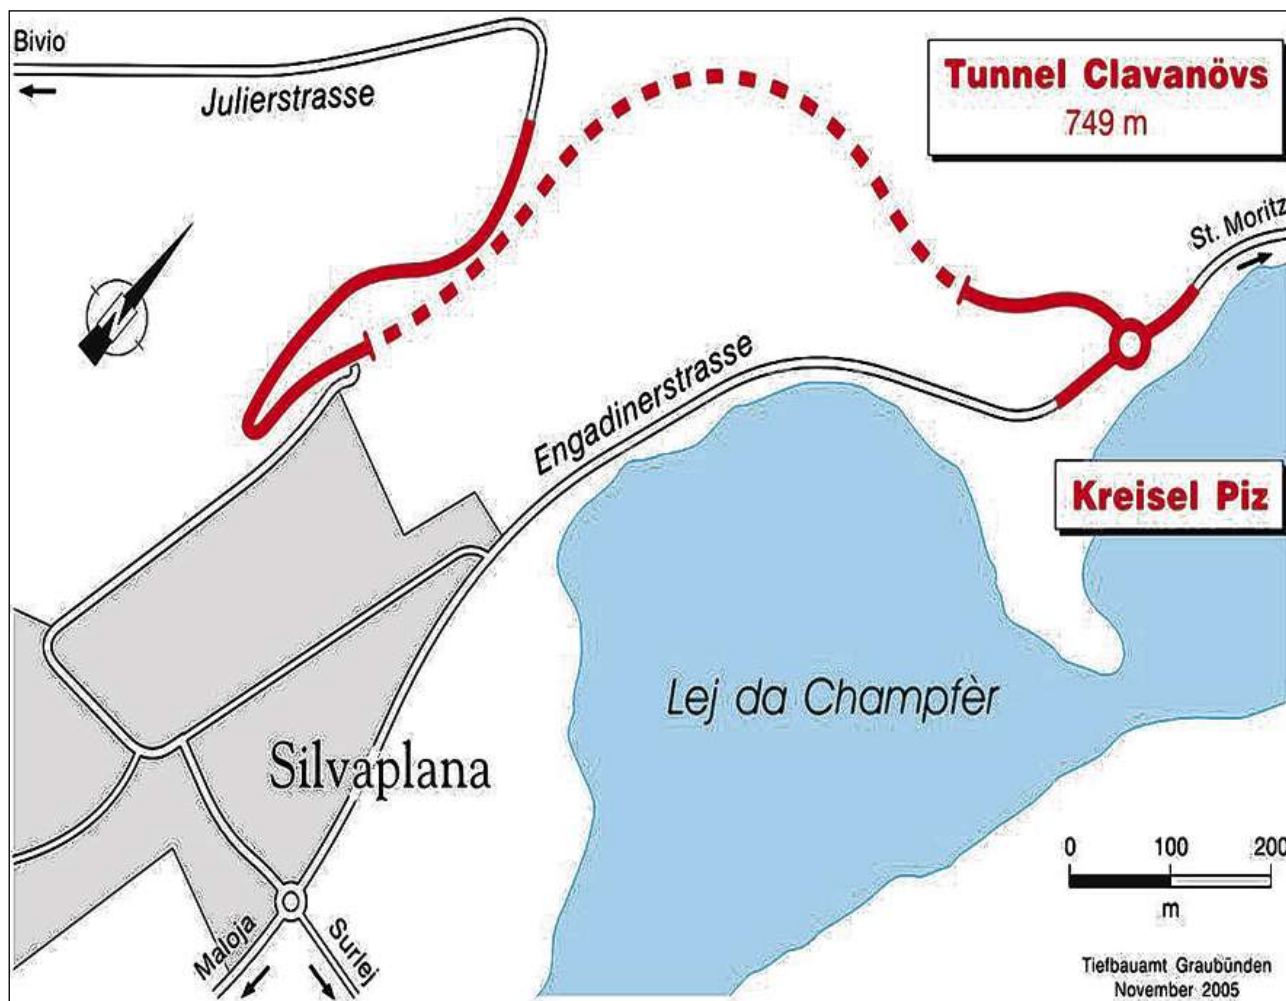 Bivio
Julierstrasse
Tunnel Clavanövs
749 m
St. Moritz
Engadinerstrasse
Kreisel Piz
Lej da Champfèr
Silvaplana
0 100 200
m
Maloja
Surlej
Tiefbauamt Graubünden
November 2005